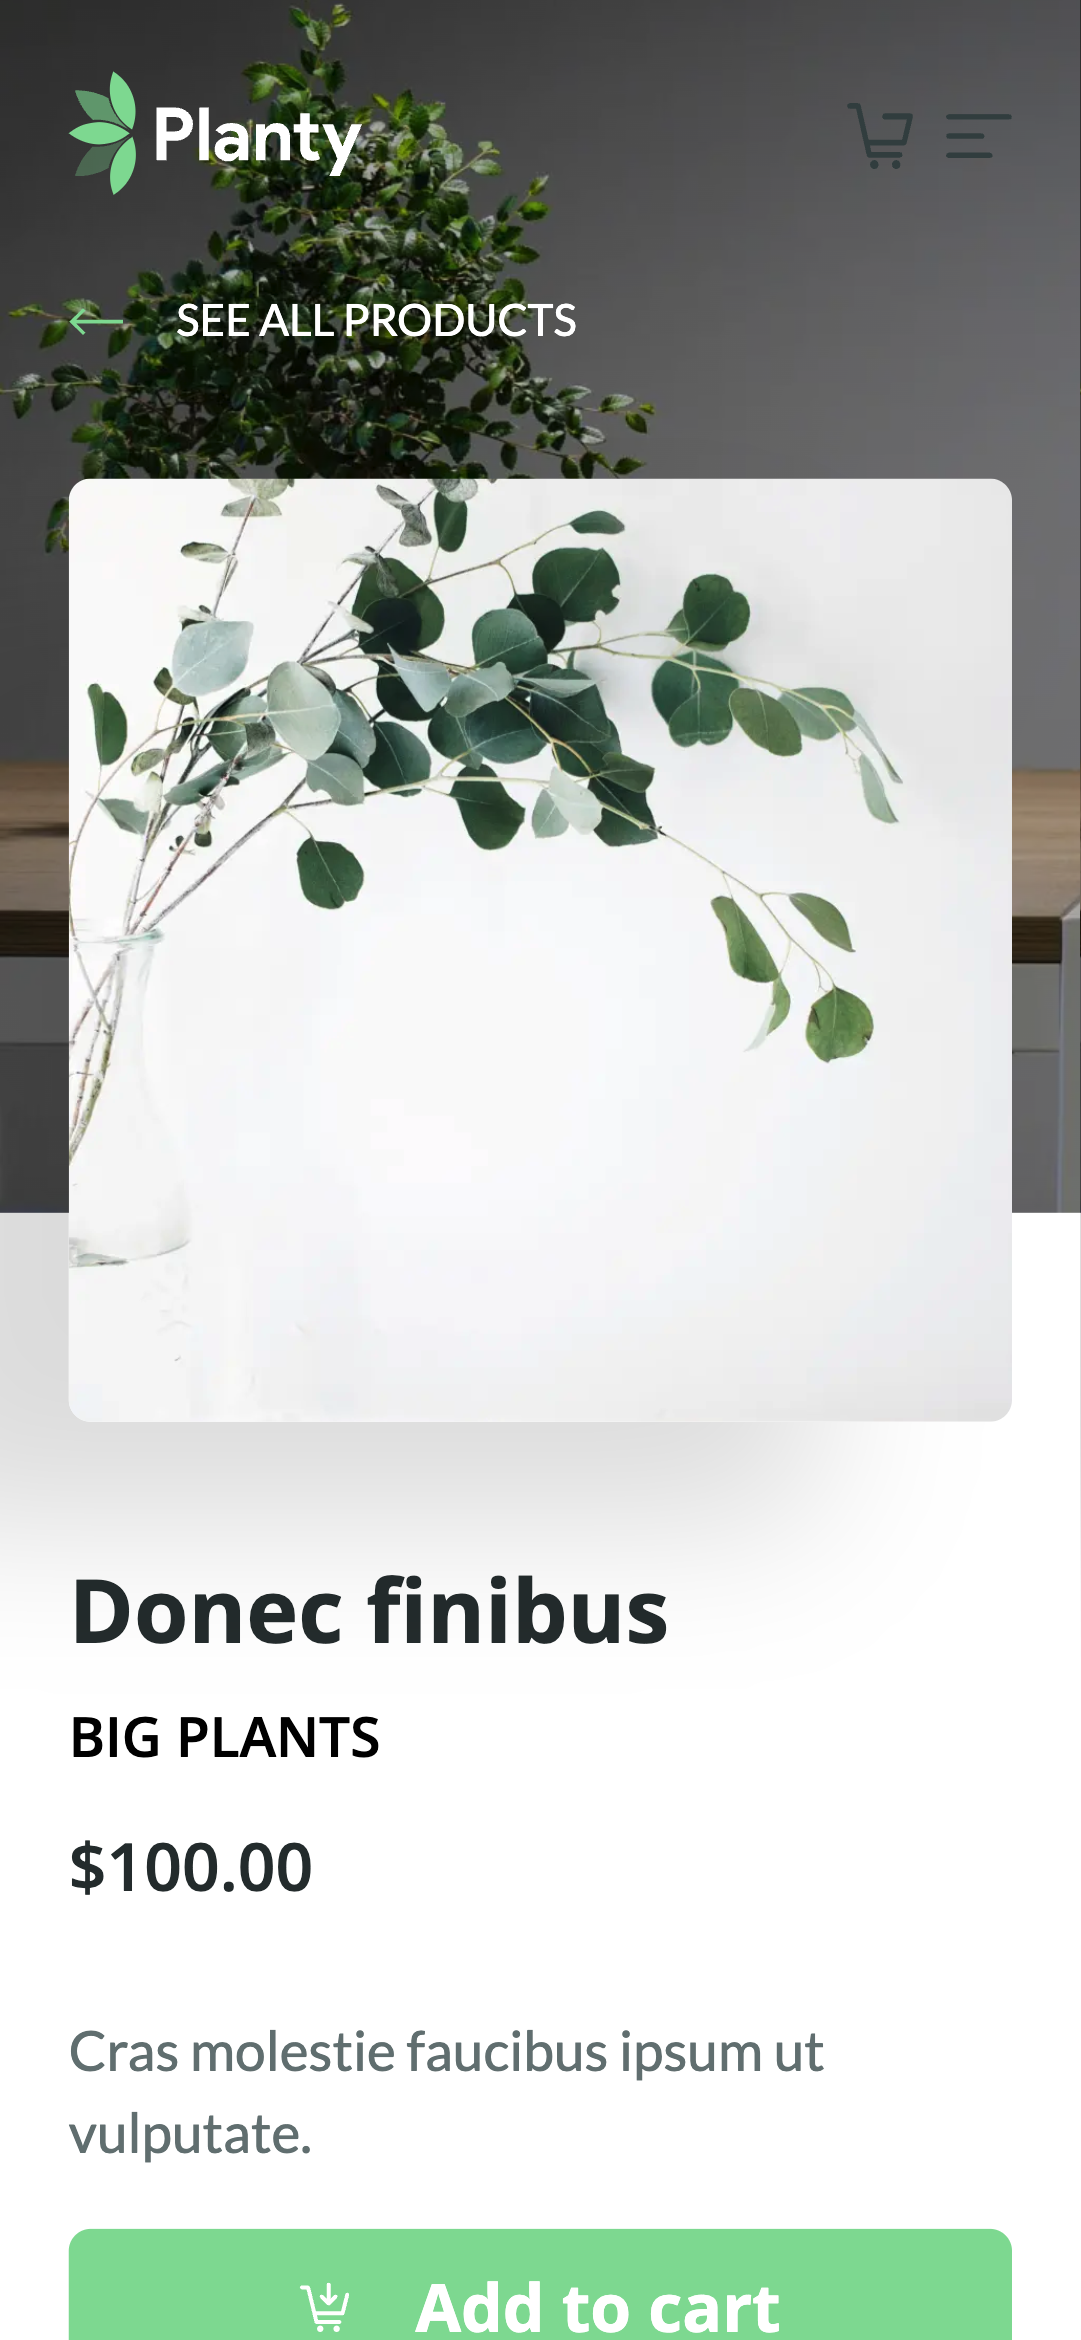 Planty
SEE ALL PRODUCTS
Donec finibus
BIG PLANTS
$100.00
Cras molestie faucibus ipsum ut
vulputate.
Add to cart